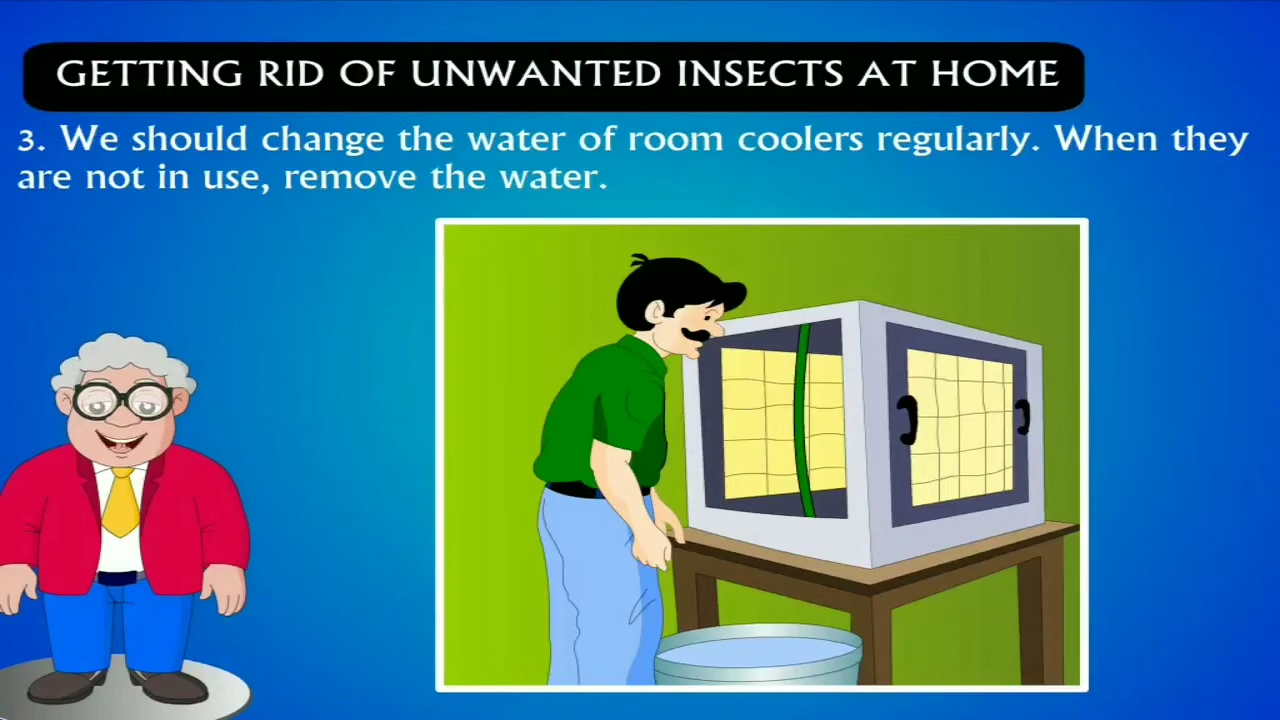 GETTING RID OF UNWANTED INSECTS AT HOME
3. We should change the water of room coolers regularly. When they
are not in use, remove the water.